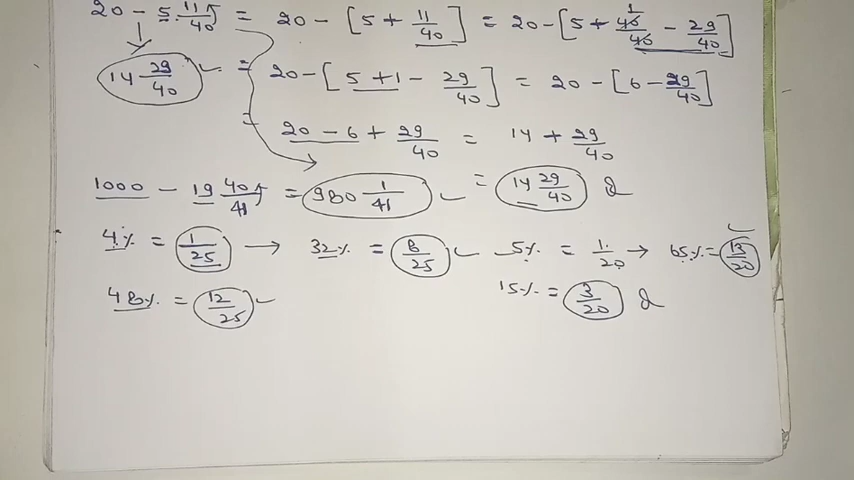 20 - 5 11/40 = 20 - [5 + 11/40] = 20 - [5 + 40/40 1 - 29/40]
14 29/40 = 20 - [5 + 1 - 29/40] = 20 - [6 - 29/40]
= 20 - 6 + 29/40 = 14 + 29/40
1000 - 19 40/41 = 980 1/41 = 14 29/40
4% = 1/25 → 32% = 8/25 5% = 1/20 → 65% = 13/20
48% = 12/25 15% = 3/20